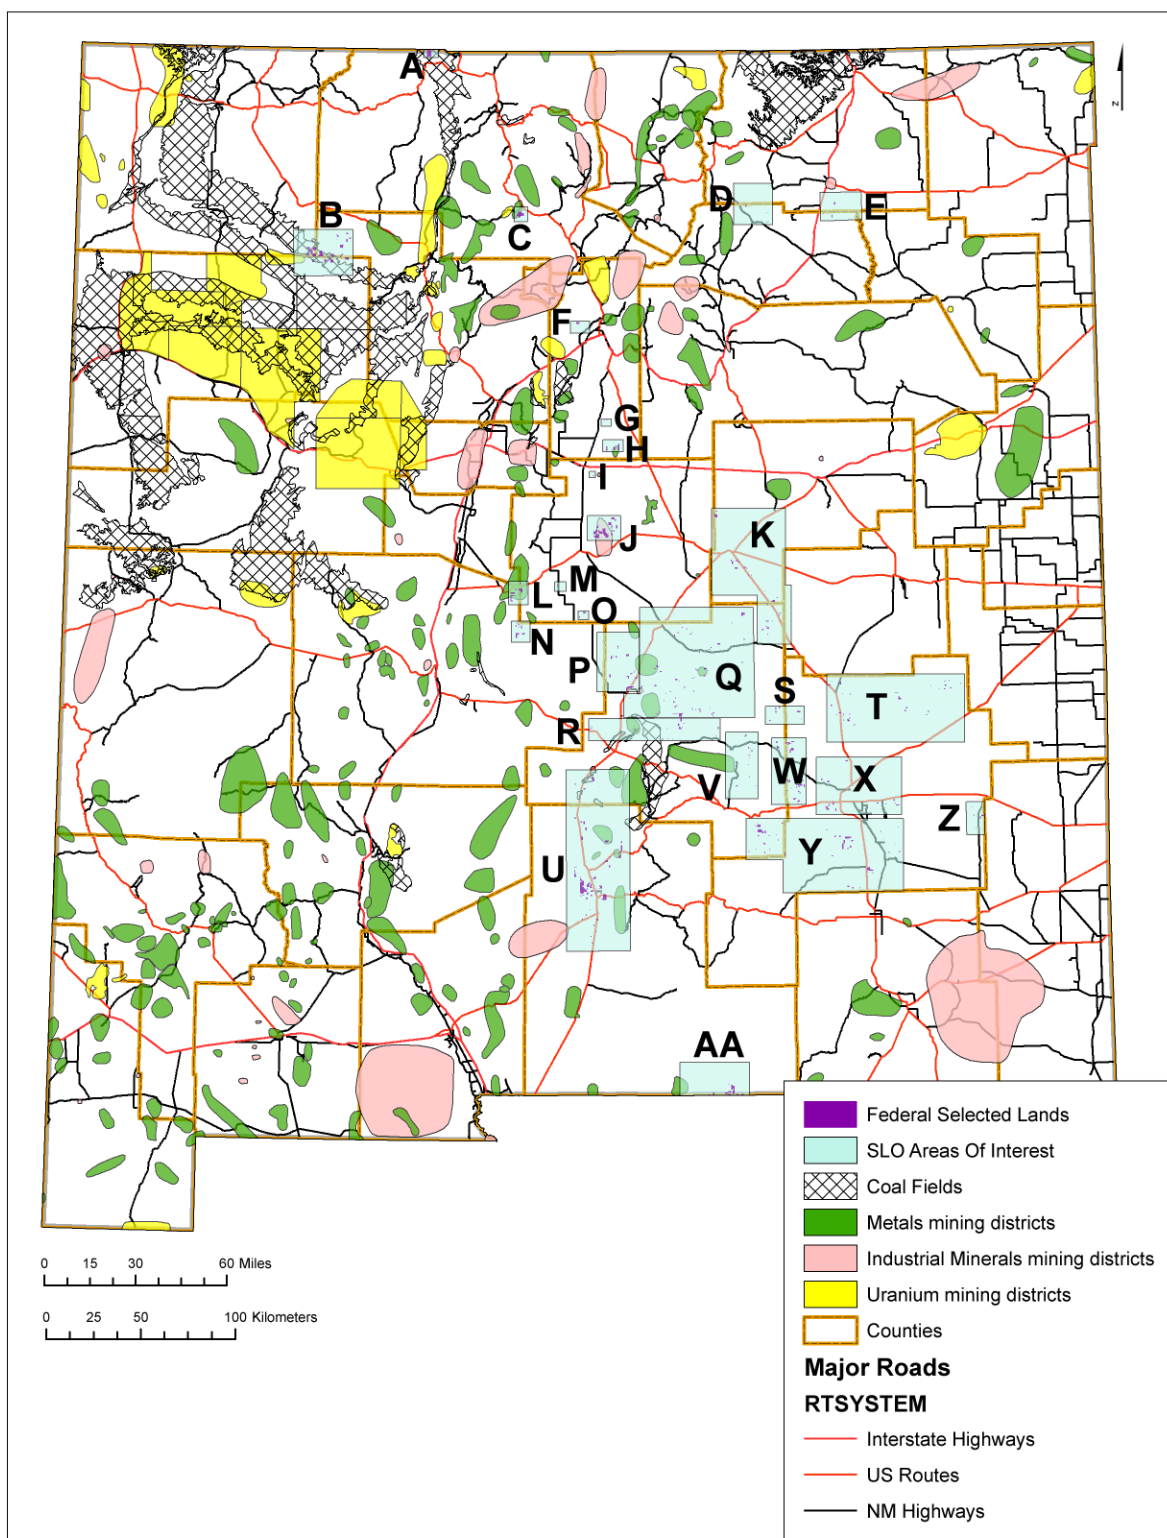 A
N
B
C
D
E
F
G
H
I
J
K
L
M
N
O
P
Q
R
S
T
U
V
W
X
Y
Z
AA
Federal Selected Lands
SLO Areas Of Interest
Coal Fields
Metals mining districts
Industrial Minerals mining districts
Uranium mining districts
Counties
Major Roads
RTSYSTEM
Interstate Highways
US Routes
NM Highways
0 15 30 60 Miles
0 25 50 100 Kilometers